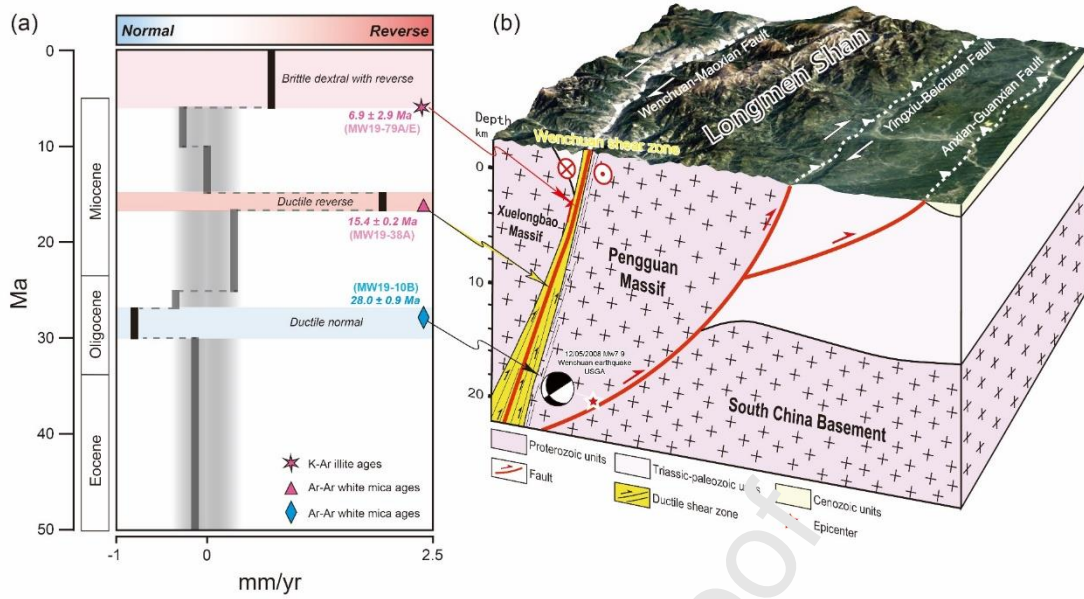 (a)
Normal
Reverse
0
10
20
30
40
50
Ma
Miocene
Oligocene
Eocene
Brittle dextral with reverse
6.9 ± 2.9 Ma
(MW19-79A/E)
Ductile reverse
15.4 ± 0.2 Ma
(MW19-38A)
(MW19-10B)
28.0 ± 0.9 Ma
Ductile normal
K-Ar illite ages
Ar-Ar white mica ages
Ar-Ar white mica ages
-1
0
2.5
mm/yr
(b)
Longmen Shan
Wenchuan-Maoxian Fault
Yingxiu-Beichuan Fault
Anxian-Guanxian Fault
Depth
km
0
10
20
Wenchuan shear zone
Xuelongbao
Massif
Pengguan
Massif
12/05/2008 Mw7.9
Wenchuan earthquake
USGA
South China Basement
Proterozoic units
Triassic-paleozoic units
Cenozoic units
Fault
Ductile shear zone
Epicenter